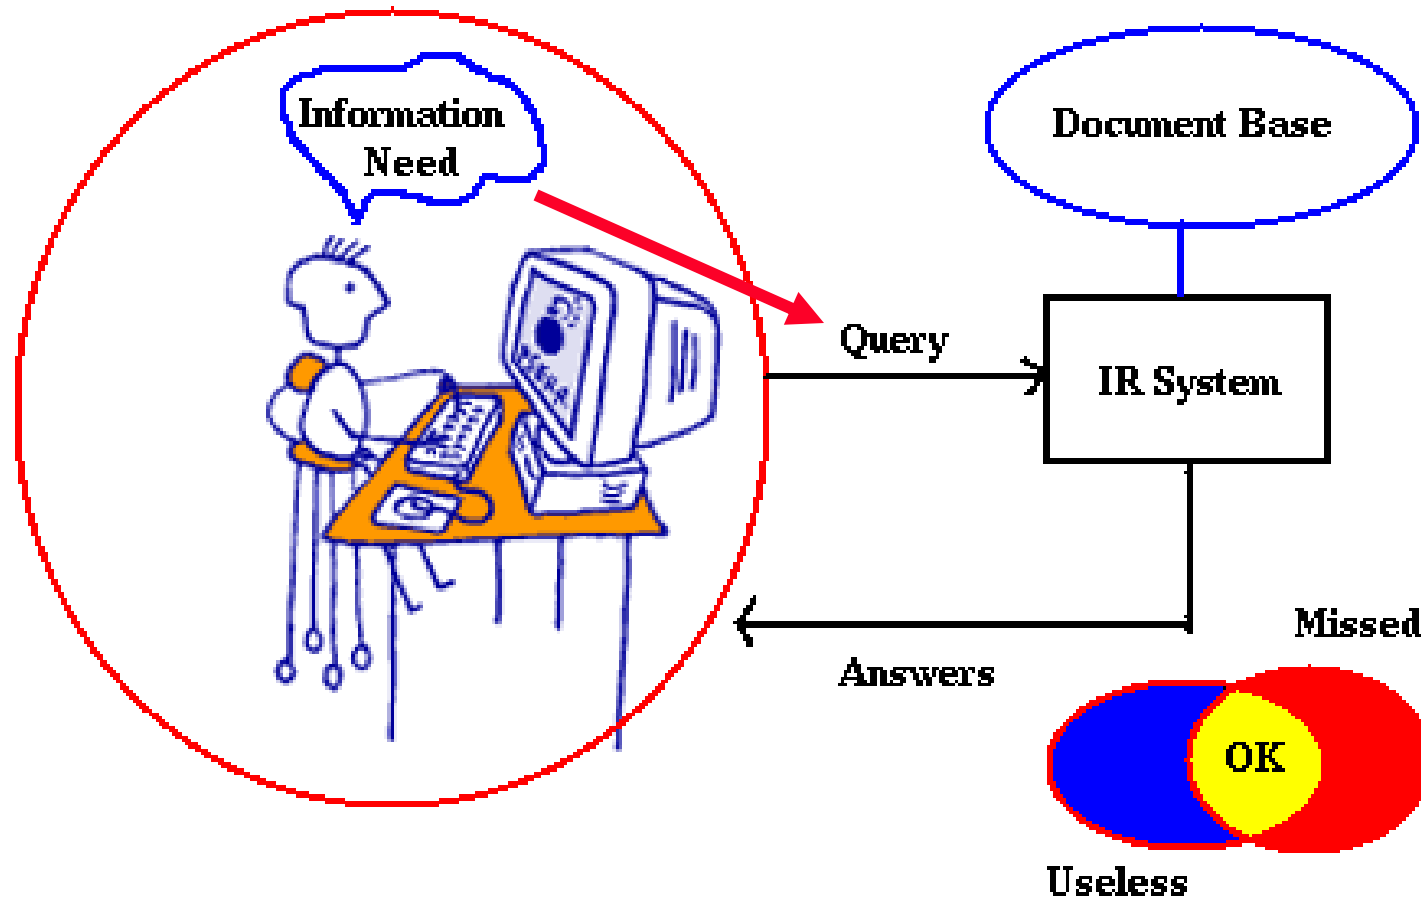 Information
Need
Document Base
Query
IR System
Answers
Missed
OK
Useless